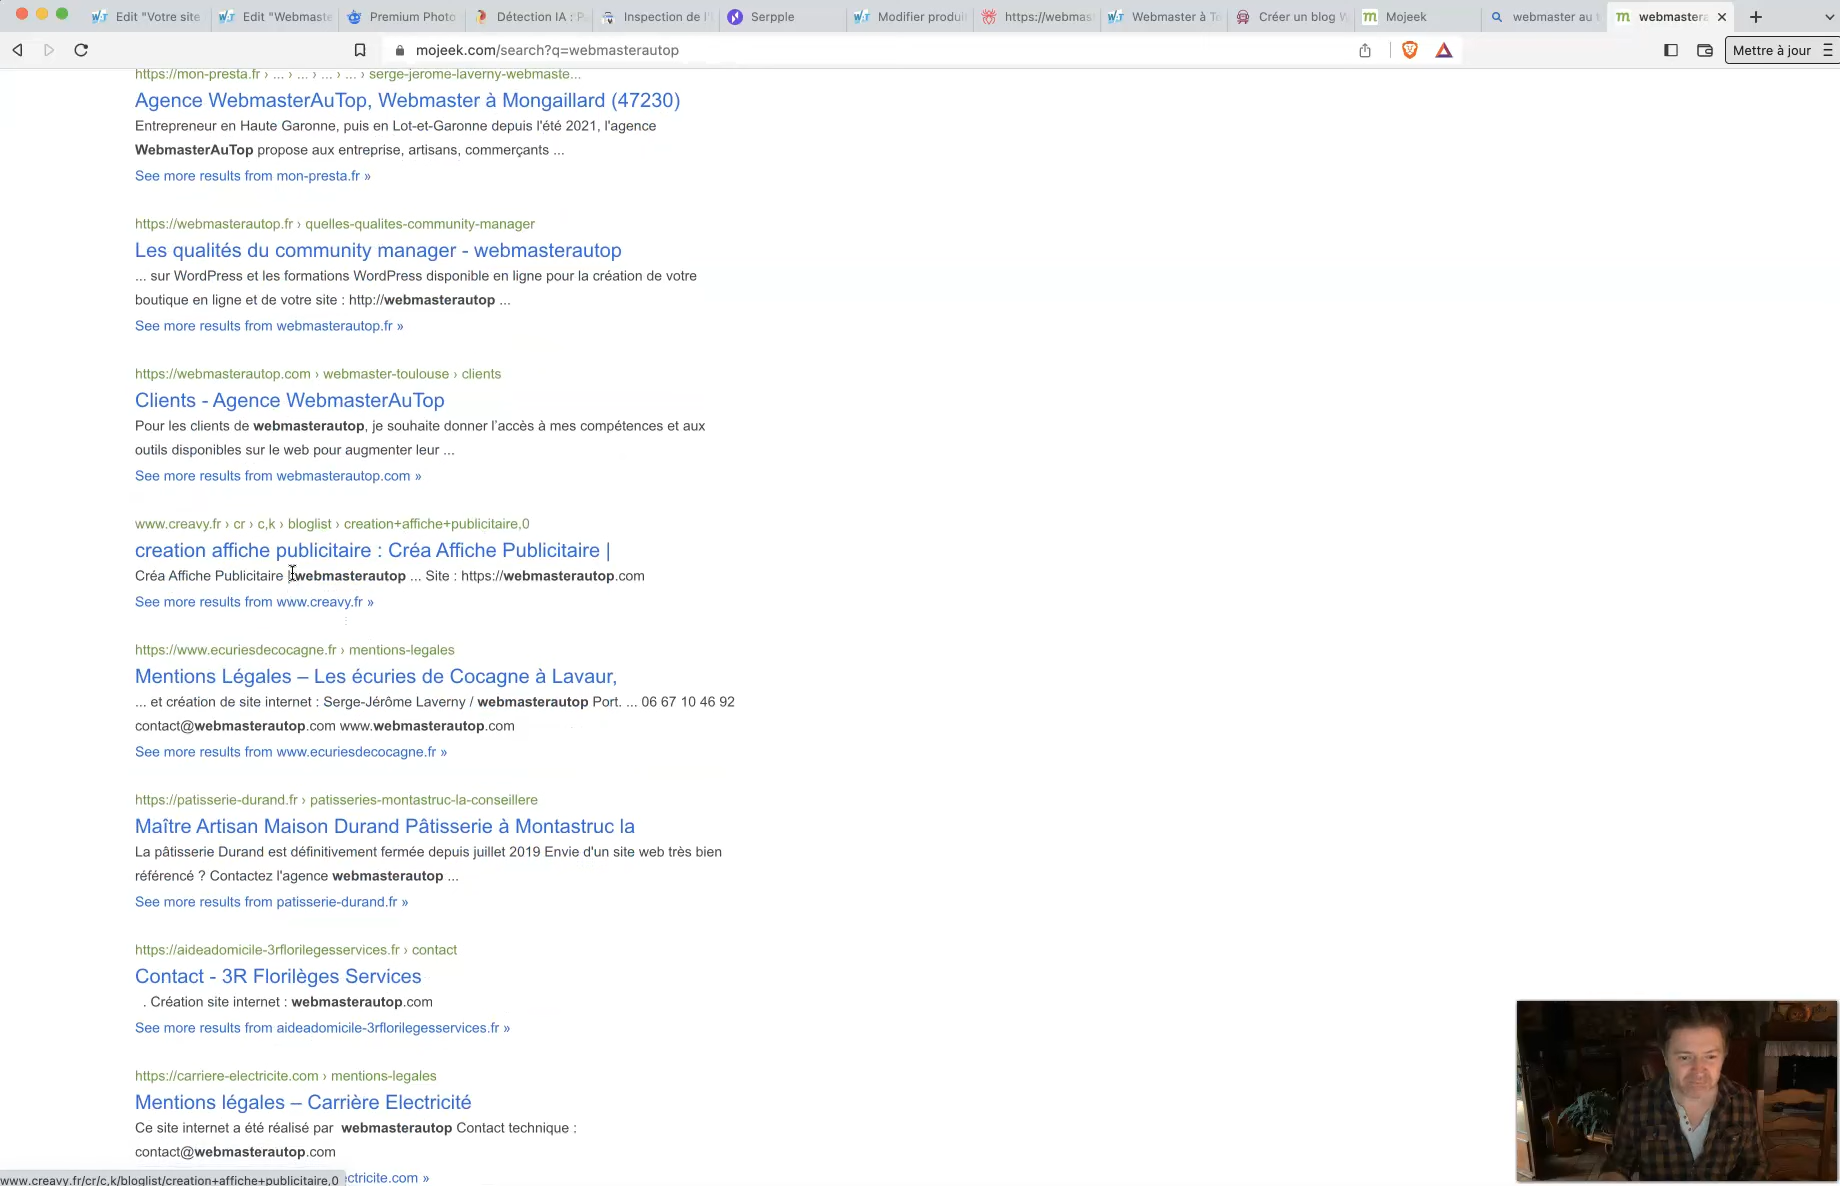 Edit "Votre site
Edit "Webmaste
Premium Photo
Détection IA : P
Inspection de l'
Serpple
Modifier produi
https://webmas
Webmaster à To
Créer un blog W
Mojeek
webmaster au t
webmastera
mojeek.com/search?q=webmasterautop
Mettre à jour
https://mon-presta.fr › ... › ... › ... › ... › serge-jerome-laverny-webmaste...
Agence WebmasterAuTop, Webmaster à Mongaillard (47230)
Entrepreneur en Haute Garonne, puis en Lot-et-Garonne depuis l'été 2021, l'agence
WebmasterAuTop propose aux entreprise, artisans, commerçants ...
See more results from mon-presta.fr »
https://webmasterautop.fr › quelles-qualites-community-manager
Les qualités du community manager - webmasterautop
... sur WordPress et les formations WordPress disponible en ligne pour la création de votre
boutique en ligne et de votre site : http://webmasterautop ...
See more results from webmasterautop.fr »
https://webmasterautop.com › webmaster-toulouse › clients
Clients - Agence WebmasterAuTop
Pour les clients de webmasterautop, je souhaite donner l’accès à mes compétences et aux
outils disponibles sur le web pour augmenter leur ...
See more results from webmasterautop.com »
www.creavy.fr › cr › c,k › bloglist › creation+affiche+publicitaire,0
creation affiche publicitaire : Créa Affiche Publicitaire |
Créa Affiche Publicitaire | webmasterautop ... Site : https://webmasterautop.com
See more results from www.creavy.fr »
https://www.ecuriesdecocagne.fr › mentions-legales
Mentions Légales – Les écuries de Cocagne à Lavaur,
... et création de site internet : Serge-Jérôme Laverny / webmasterautop Port. ... 06 67 10 46 92
contact@webmasterautop.com www.webmasterautop.com
See more results from www.ecuriesdecocagne.fr »
https://patisserie-durand.fr › patisseries-montastruc-la-conseillere
Maître Artisan Maison Durand Pâtisserie à Montastruc la
La pâtisserie Durand est définitivement fermée depuis juillet 2019 Envie d'un site web très bien
référencé ? Contactez l'agence webmasterautop ...
See more results from patisserie-durand.fr »
https://aideadomicile-3rflorilegesservices.fr › contact
Contact - 3R Florilèges Services
. Création site internet : webmasterautop.com
See more results from aideadomicile-3rflorilegesservices.fr »
https://carriere-electricite.com › mentions-legales
Mentions légales – Carrière Electricité
Ce site internet a été réalisé par webmasterautop Contact technique :
contact@webmasterautop.com
www.creavy.fr/cr/c,k/bloglist/creation+affiche+publicitaire,0
ctricite.com »